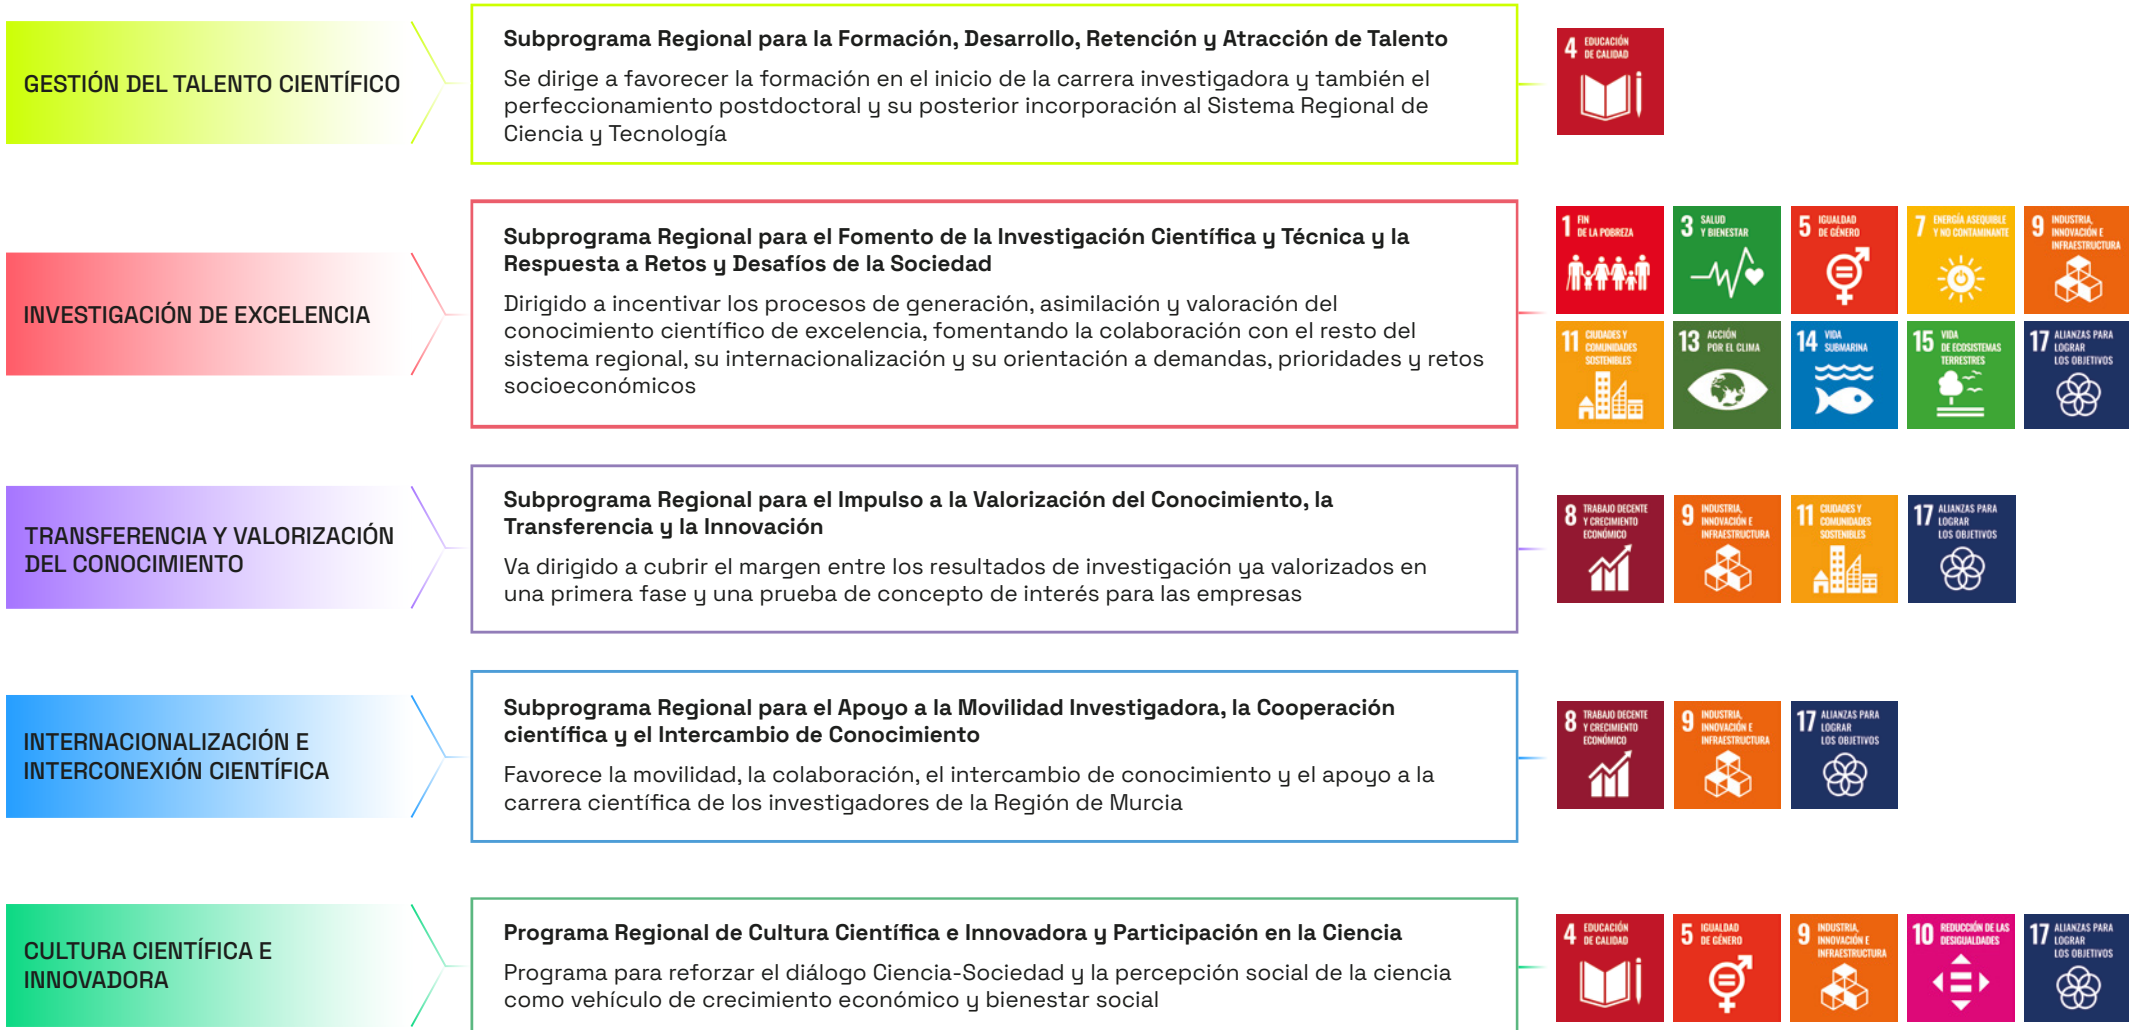 GESTIÓN DEL TALENTO CIENTÍFICO
Subprograma Regional para la Formación, Desarrollo, Retención y Atracción de Talento
Se dirige a favorecer la formación en el inicio de la carrera investigadora y también el
perfeccionamiento postdoctoral y su posterior incorporación al Sistema Regional de
Ciencia y Tecnología
4 EDUCACIÓN
DE CALIDAD
INVESTIGACIÓN DE EXCELENCIA
Subprograma Regional para el Fomento de la Investigación Científica y Técnica y la
Respuesta a Retos y Desafíos de la Sociedad
Dirigido a incentivar los procesos de generación, asimilación y valoración del
conocimiento científico de excelencia, fomentando la colaboración con el resto del
sistema regional, su internacionalización y su orientación a demandas, prioridades y retos
socioeconómicos
1 FIN
DE LA POBREZA
3 SALUD
Y BIENESTAR
5 IGUALDAD
DE GÉNERO
7 ENERGÍA ASEQUIBLE
Y NO CONTAMINANTE
9 INDUSTRIA,
INNOVACIÓN E
INFRAESTRUCTURA
11 CIUDADES Y
COMUNIDADES
SOSTENIBLES
13 ACCIÓN
POR EL CLIMA
14 VIDA
SUBMARINA
15 VIDA
DE ECOSISTEMAS
TERRESTRES
17 ALIANZAS PARA
LOGRAR
LOS OBJETIVOS
TRANSFERENCIA Y VALORIZACIÓN
DEL CONOCIMIENTO
Subprograma Regional para el Impulso a la Valorización del Conocimiento, la
Transferencia y la Innovación
Va dirigido a cubrir el margen entre los resultados de investigación ya valorizados en
una primera fase y una prueba de concepto de interés para las empresas
8 TRABAJO DECENTE
Y CRECIMIENTO
ECONÓMICO
9 INDUSTRIA,
INNOVACIÓN E
INFRAESTRUCTURA
11 CIUDADES Y
COMUNIDADES
SOSTENIBLES
17 ALIANZAS PARA
LOGRAR
LOS OBJETIVOS
INTERNACIONALIZACIÓN E
INTERCONEXIÓN CIENTÍFICA
Subprograma Regional para el Apoyo a la Movilidad Investigadora, la Cooperación
científica y el Intercambio de Conocimiento
Favorece la movilidad, la colaboración, el intercambio de conocimiento y el apoyo a la
carrera científica de los investigadores de la Región de Murcia
8 TRABAJO DECENTE
Y CRECIMIENTO
ECONÓMICO
9 INDUSTRIA,
INNOVACIÓN E
INFRAESTRUCTURA
17 ALIANZAS PARA
LOGRAR
LOS OBJETIVOS
CULTURA CIENTÍFICA E
INNOVADORA
Programa Regional de Cultura Científica e Innovadora y Participación en la Ciencia
Programa para reforzar el diálogo Ciencia-Sociedad y la percepción social de la ciencia
como vehículo de crecimiento económico y bienestar social
4 EDUCACIÓN
DE CALIDAD
5 IGUALDAD
DE GÉNERO
9 INDUSTRIA,
INNOVACIÓN E
INFRAESTRUCTURA
10 REDUCCIÓN DE LAS
DESIGUALDADES
17 ALIANZAS PARA
LOGRAR
LOS OBJETIVOS